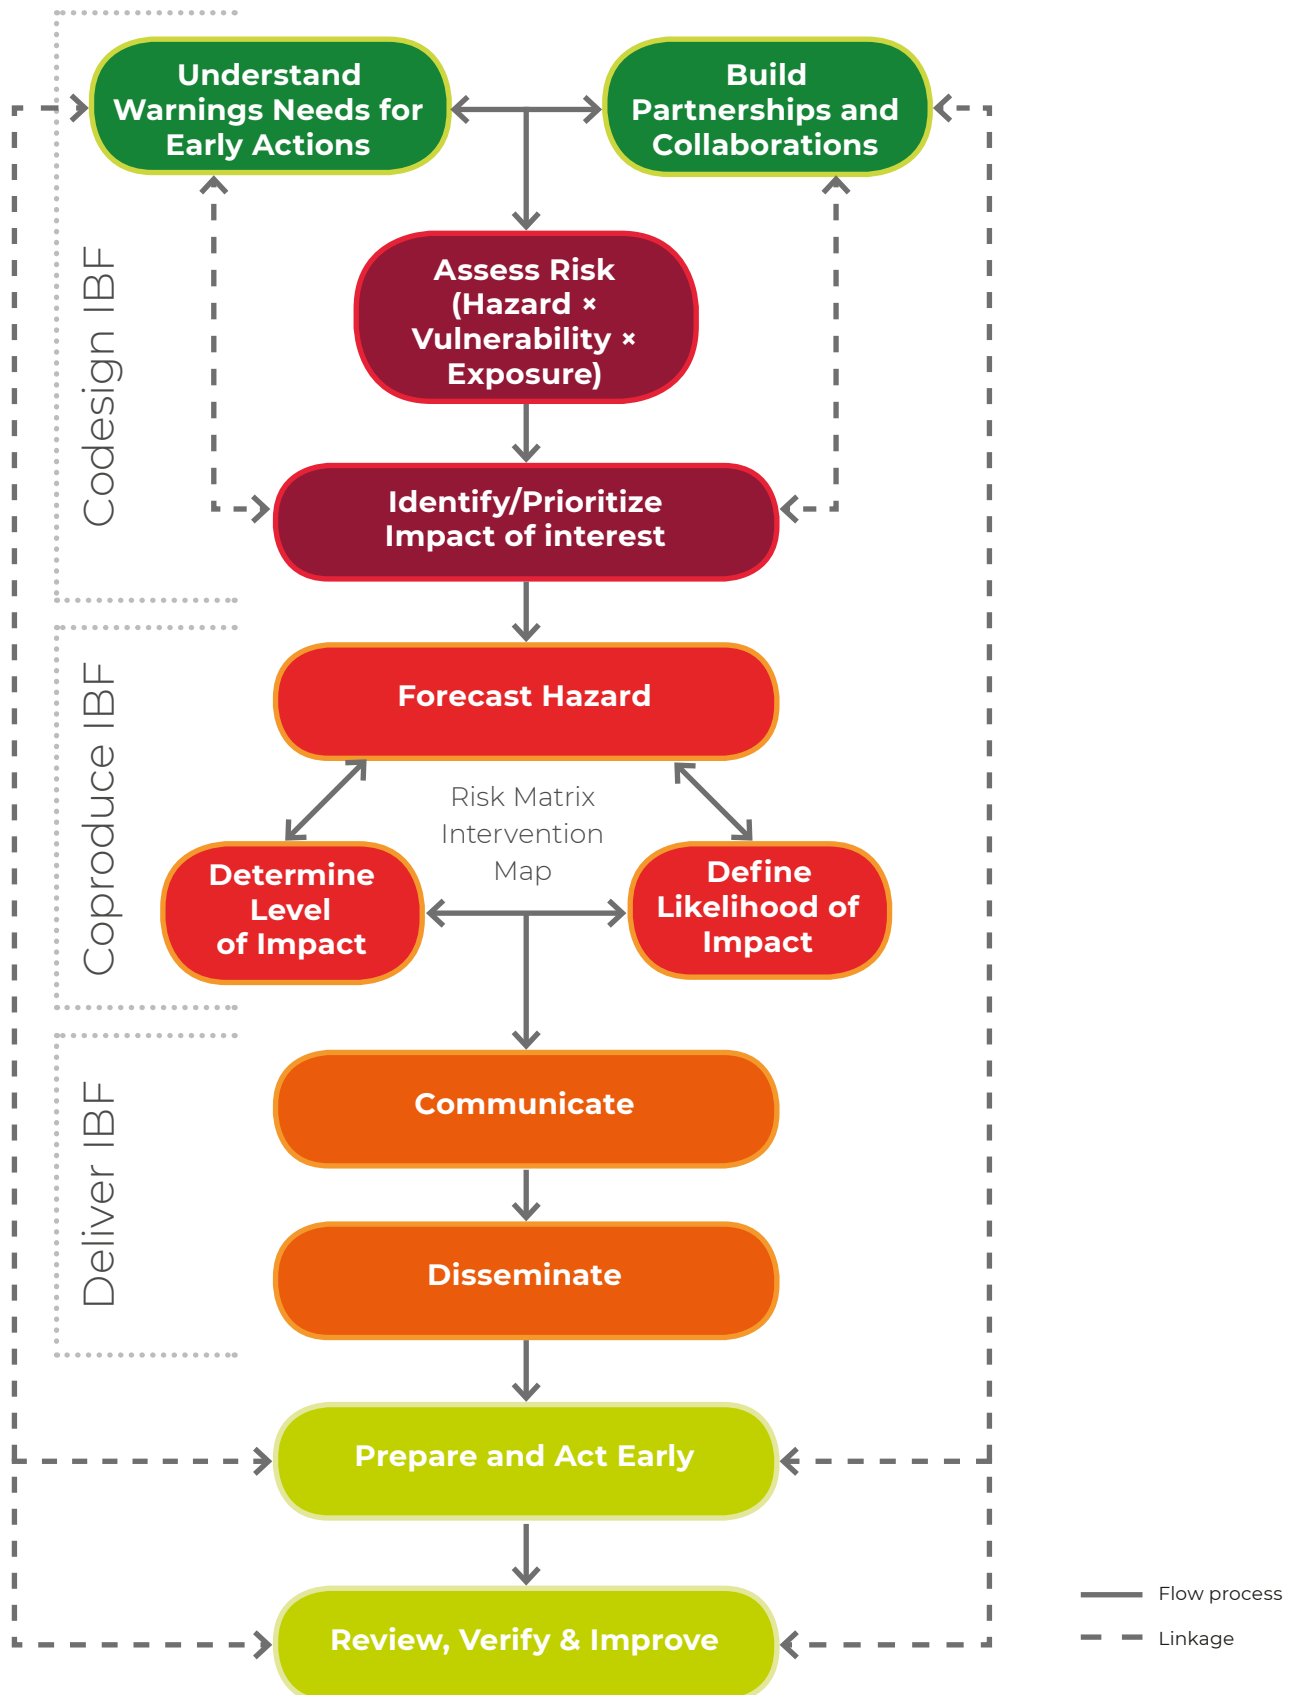 Understand
Warnings Needs for
Early Actions
Build
Partnerships and
Collaborations
Codesign IBF
Assess Risk
(Hazard ×
Vulnerability ×
Exposure)
Identify/Prioritize
Impact of interest
Coproduce IBF
Forecast Hazard
Risk Matrix
Intervention
Map
Determine
Level
of Impact
Define
Likelihood of
Impact
Deliver IBF
Communicate
Disseminate
Prepare and Act Early
Review, Verify & Improve
Flow process
Linkage